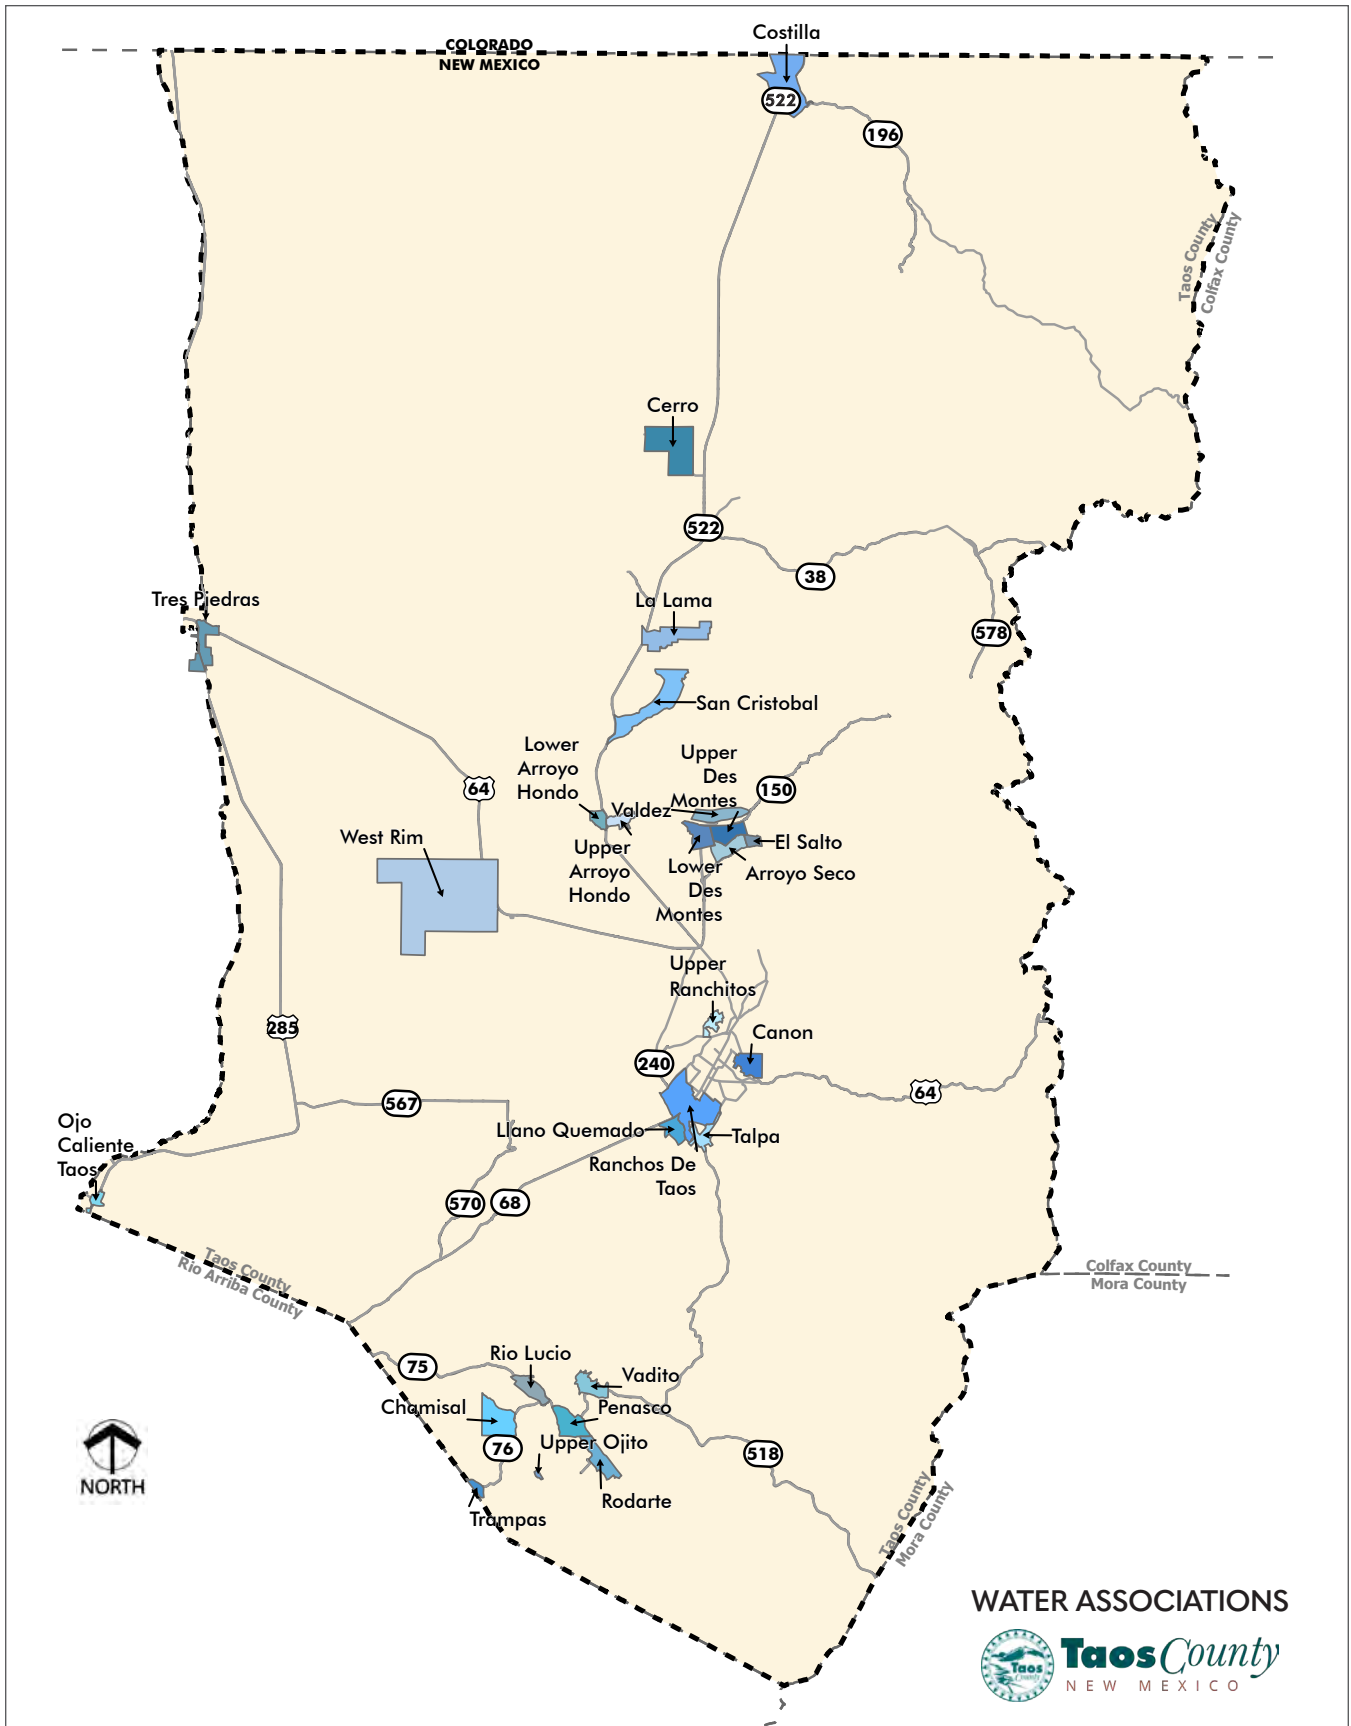 Costilla
COLORADO
NEW MEXICO
522
196
Taos County
Colfax County
Cerro
522
38
Tres Piedras
La Lama
578
San Cristobal
Lower
Arroyo
Hondo
Upper
Des
Montes
150
64
Valdez
West Rim
El Salto
Upper
Arroyo
Hondo
Lower
Des
Montes
Arroyo Seco
Upper
Ranchitos
285
Canon
240
64
567
Ojo
Caliente
Taos
Llano Quemado
Talpa
Ranchos De
Taos
570
68
Taos County
Rio Arriba County
Colfax County
Mora County
Rio Lucio
75
Vadito
Chamisal
Penasco
76
Upper Ojito
518
NORTH
Rodarte
Trampas
Taos County
Mora County
WATER ASSOCIATIONS
Taos
County
Taos County
NEW MEXICO